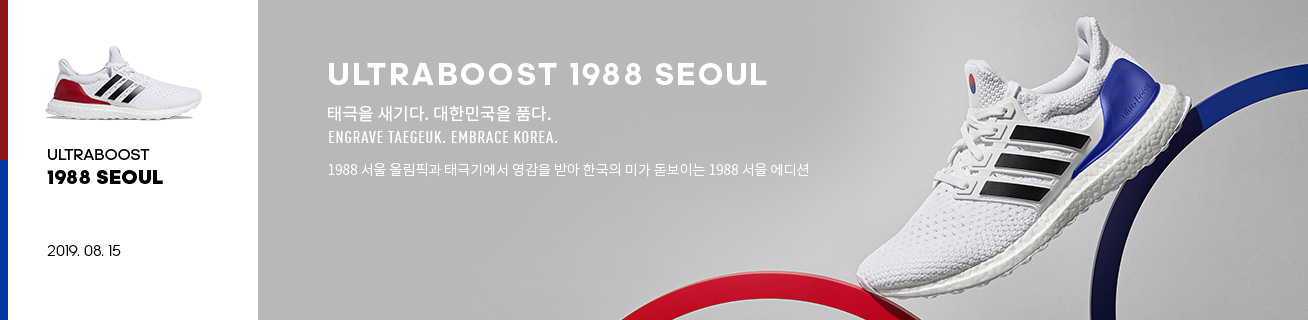 ULTRABOOST
1988 SEOUL
2019. 08. 15
ULTRABOOST 1988 SEOUL
태극을 새기다. 대한민국을 품다.
ENGRAVE TAEGEUK. EMBRACE KOREA.
1988 서울 올림픽과 태극기에서 영감을 받아 한국의 미가 돋보이는 1988 서울 에디션
ultraboost